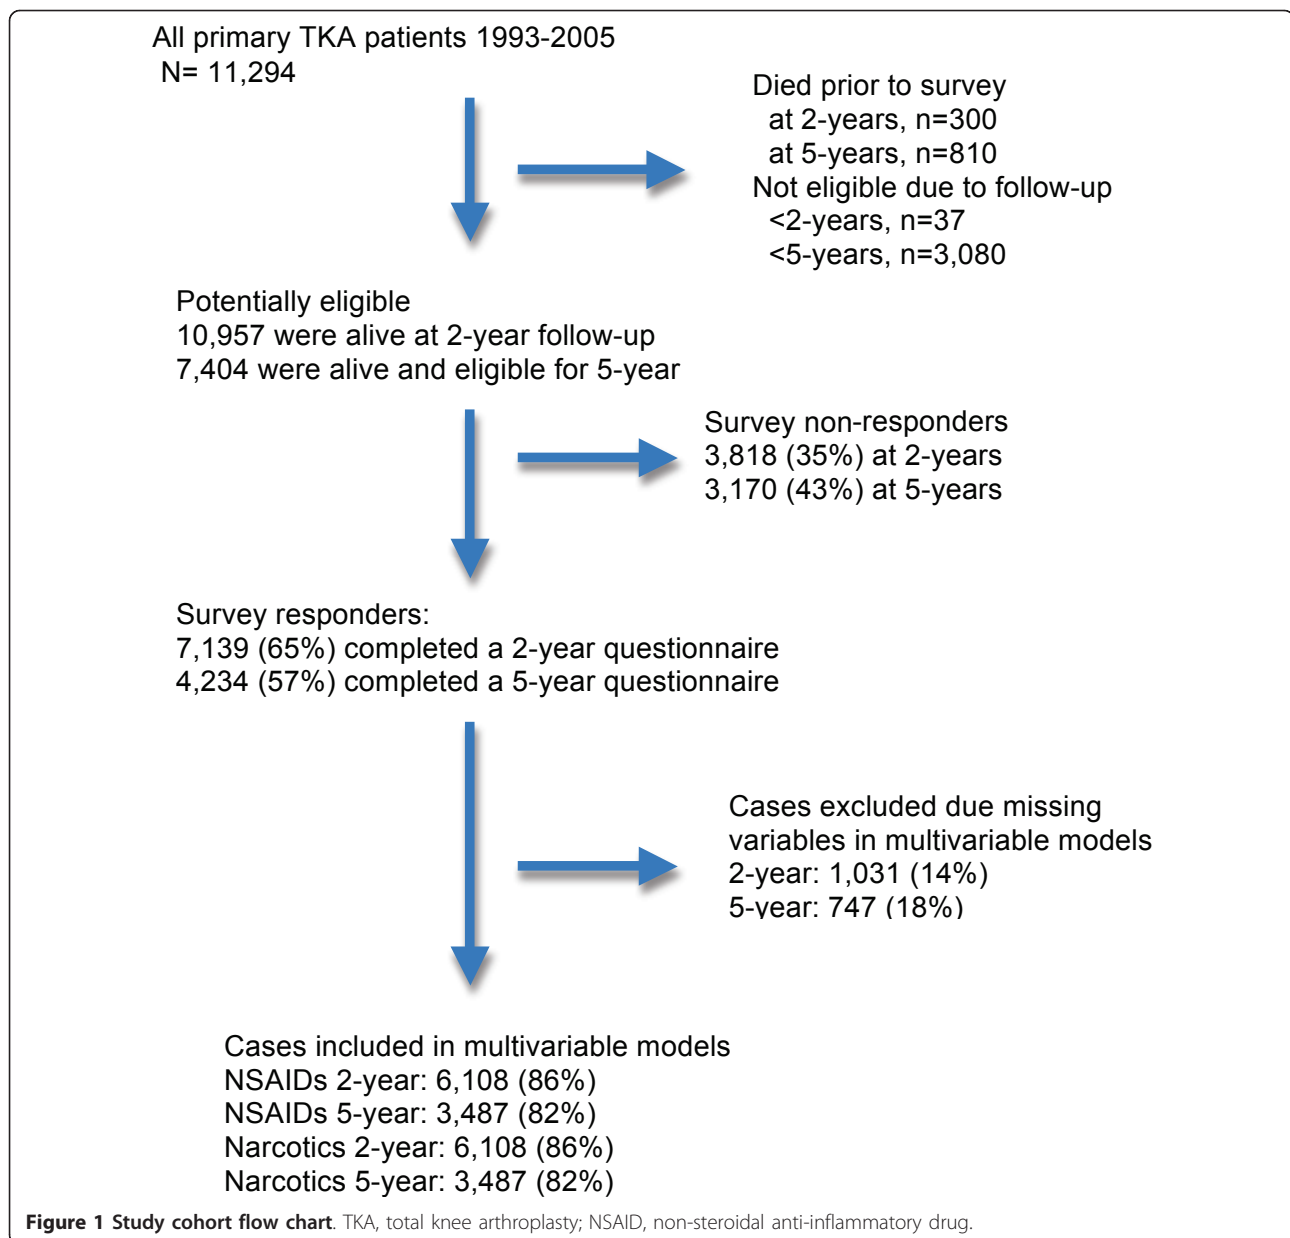 All primary TKA patients 1993-2005
N= 11,294
Died prior to survey
at 2-years, n=300
at 5-years, n=810
Not eligible due to follow-up
<2-years, n=37
<5-years, n=3,080
Potentially eligible
10,957 were alive at 2-year follow-up
7,404 were alive and eligible for 5-year
Survey non-responders
3,818 (35%) at 2-years
3,170 (43%) at 5-years
Survey responders:
7,139 (65%) completed a 2-year questionnaire
4,234 (57%) completed a 5-year questionnaire
Cases excluded due missing
variables in multivariable models
2-year: 1,031 (14%)
5-year: 747 (18%)
Cases included in multivariable models
NSAIDs 2-year: 6,108 (86%)
NSAIDs 5-year: 3,487 (82%)
Narcotics 2-year: 6,108 (86%)
Narcotics 5-year: 3,487 (82%)
Figure 1 Study cohort flow chart. TKA, total knee arthroplasty; NSAID, non-steroidal anti-inflammatory drug.